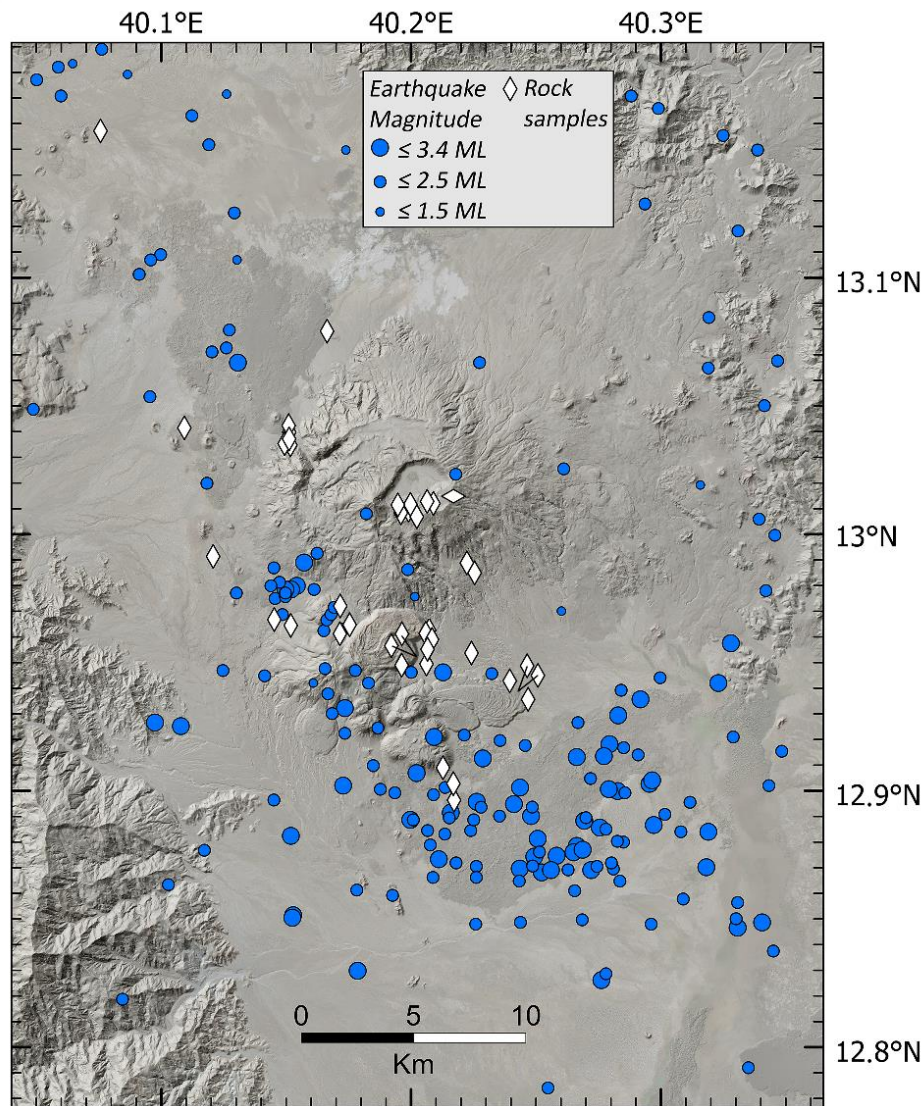 40.1°E 40.2°E 40.3°E
Earthquake Rock
Magnitude samples
≤ 3.4 ML
≤ 2.5 ML
≤ 1.5 ML
13.1°N
13°N
12.9°N
0 5 10
Km
12.8°N